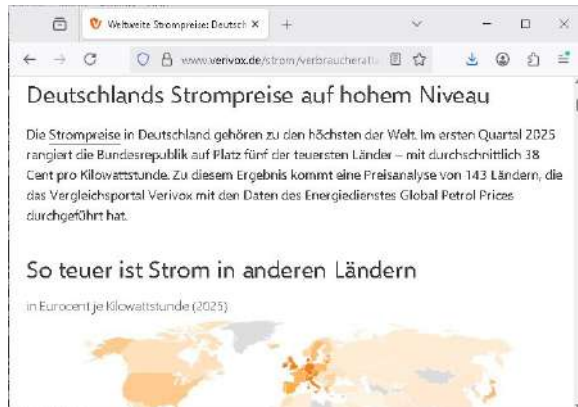 Weltweite Strompreise: Deutsch
www.verivox.de/strom/verbraucheratl
Deutschlands Strompreise auf hohem Niveau
Die Strompreise in Deutschland gehören zu den höchsten der Welt. Im ersten Quartal 2025
rangiert die Bundesrepublik auf Platz fünf der teuersten Länder – mit durchschnittlich 38
Cent pro Kilowattstunde. Zu diesem Ergebnis kommt eine Preisanalyse von 143 Ländern, die
das Vergleichsportal Verivox mit den Daten des Energiedienstes Global Petrol Prices
durchgeführt hat.
So teuer ist Strom in anderen Ländern
in Eurocent je Kilowattstunde (2025)